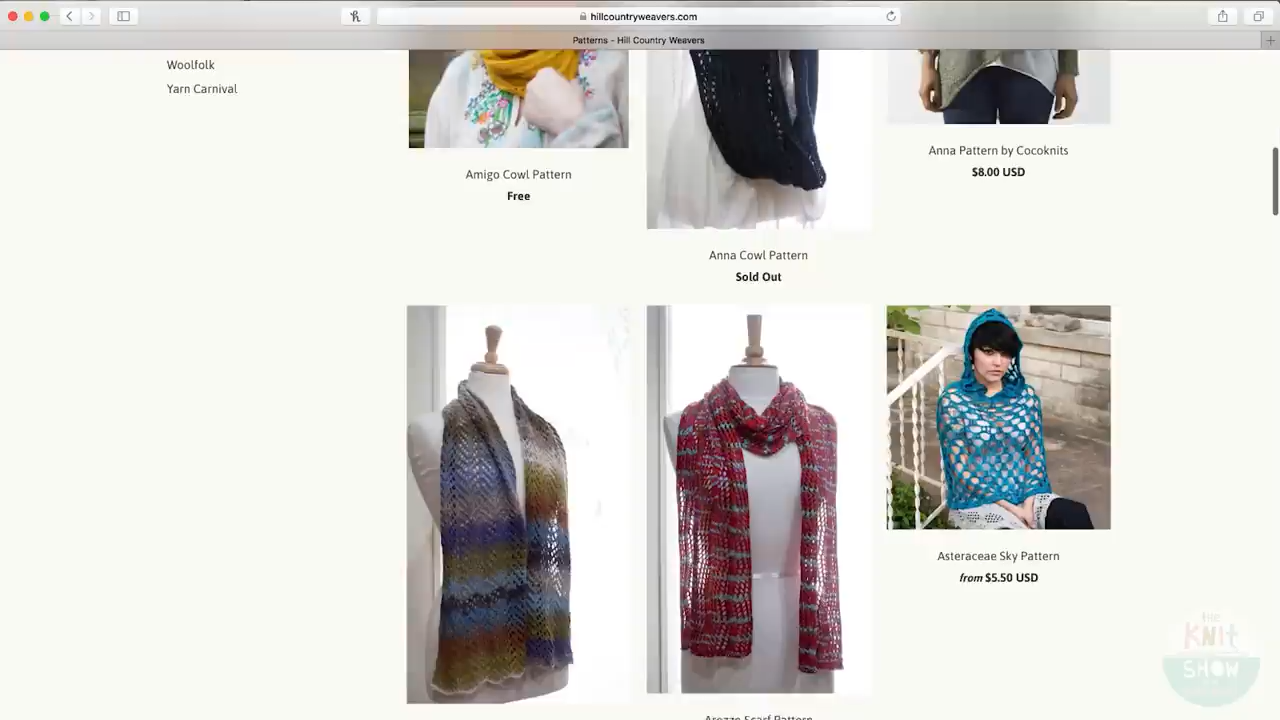 hillcountryweavers.com
Patterns - Hill Country Weavers
Woolfolk
Yarn Carnival
Amigo Cowl Pattern
Free
Anna Cowl Pattern
Sold Out
Anna Pattern by Cocoknits
$8.00 USD
Asteraceae Sky Pattern
from $5.50 USD
Arezzo Scarf Pattern
the
KNit
SHOW